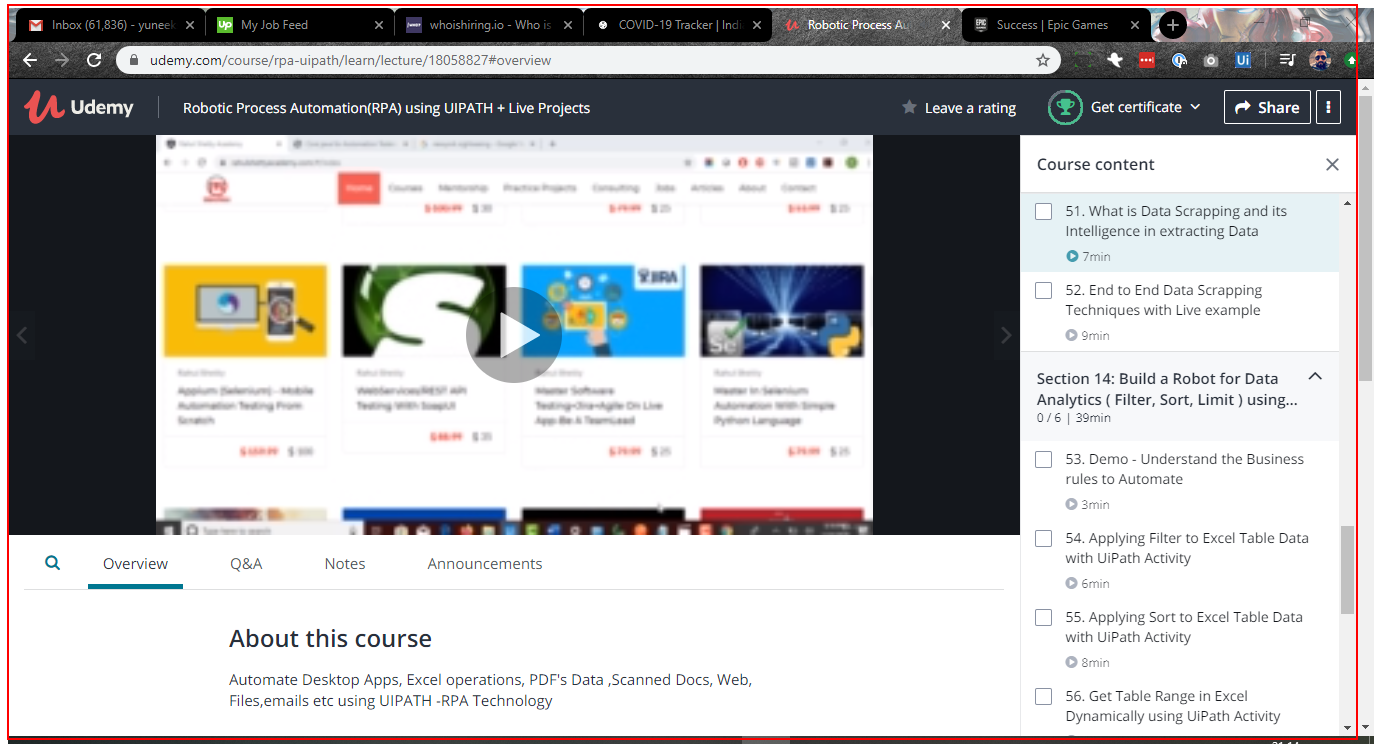 Inbox (61,836) - yuneek
My Job Feed
whoishiring.io - Who is
COVID-19 Tracker | Indi
Robotic Process Au
Success | Epic Games
udemy.com/course/rpa-uipath/learn/lecture/18058827#overview
Udemy
Robotic Process Automation(RPA) using UIPATH + Live Projects
Leave a rating
Get certificate
Share
Home Courses Mentorship Practice Projects Consulting Jobs Articles About Contact
JIRA
Se
Rahul Shetty
Appium (Selenium) - Mobile
Automation Testing From
Scratch
Rahul Shetty
WebServices/REST API
Testing With SoapUI
Rahul Shetty
Master Software
Testing+Jira+Agile On Live
App-Be A TeamLead
Rahul Shetty
Master In Selenium
Automation With Simple
Python Language
Type here to search
Course content
51. What is Data Scrapping and its
Intelligence in extracting Data
7min
52. End to End Data Scrapping
Techniques with Live example
9min
Section 14: Build a Robot for Data
Analytics ( Filter, Sort, Limit ) using...
0 / 6 | 39min
53. Demo - Understand the Business
rules to Automate
3min
54. Applying Filter to Excel Table Data
with UiPath Activity
6min
55. Applying Sort to Excel Table Data
with UiPath Activity
8min
56. Get Table Range in Excel
Dynamically using UiPath Activity
Overview
Q&A
Notes
Announcements
About this course
Automate Desktop Apps, Excel operations, PDF's Data ,Scanned Docs, Web,
Files,emails etc using UIPATH -RPA Technology